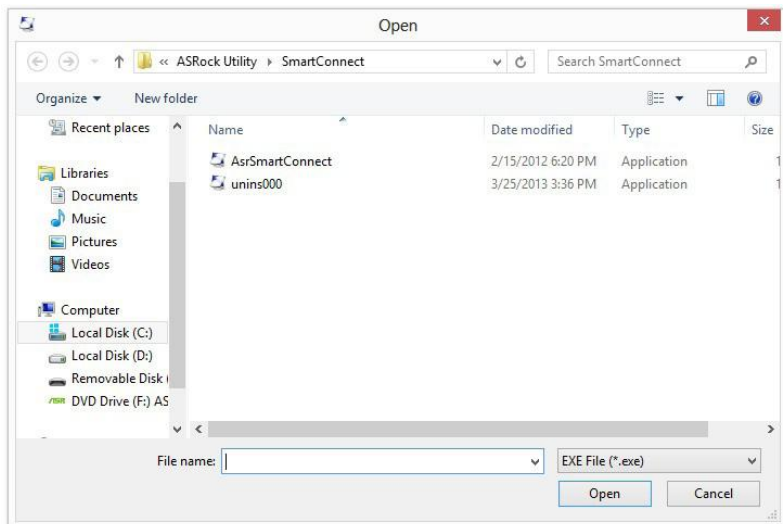 Open
« ASRock Utility ▸ SmartConnect
Search SmartConnect
Organize
New folder
Name
Date modified
Type
Size
AsrSmartConnect
2/15/2012 6:20 PM
Application
1
unins000
3/25/2013 3:36 PM
Application
1
Recent places
Libraries
Documents
Music
Pictures
Videos
Computer
Local Disk (C:)
Local Disk (D:)
Removable Disk
DVD Drive (F:) AS
File name:
EXE File (*.exe)
Open
Cancel